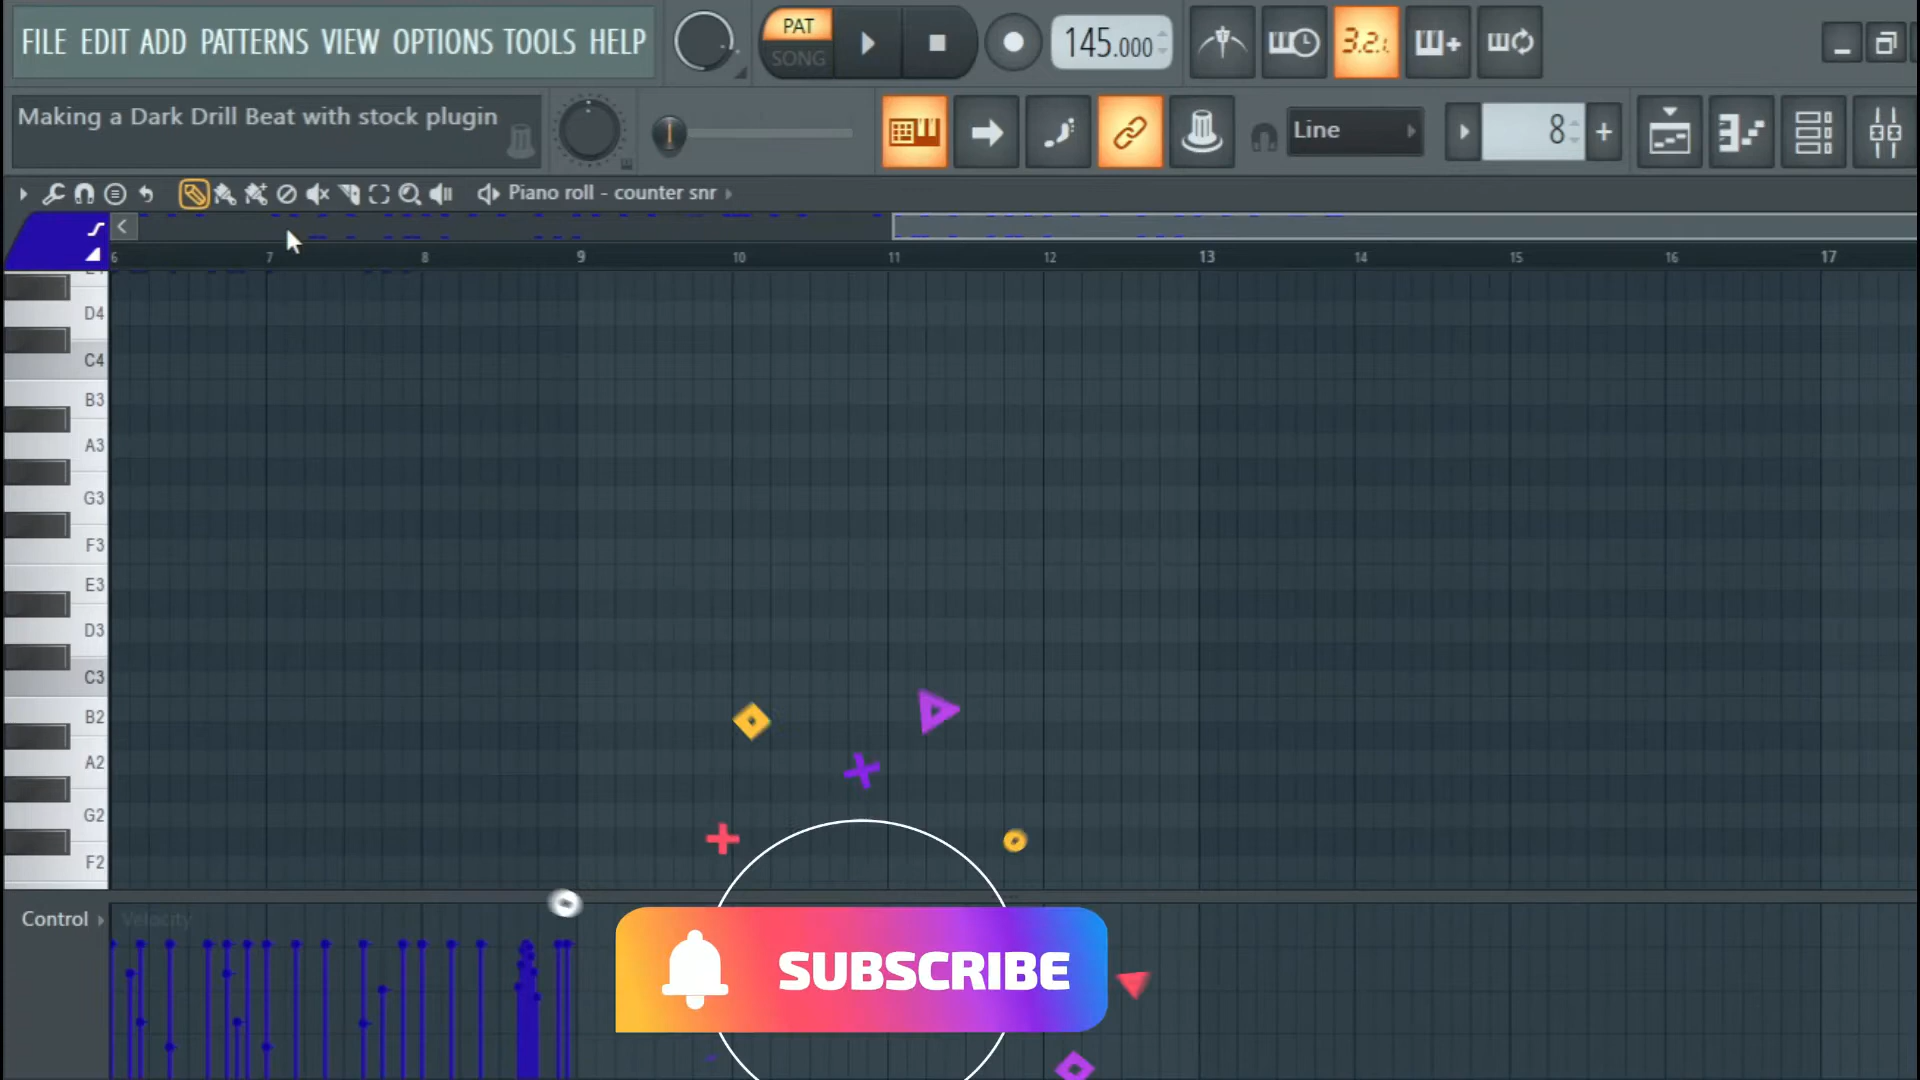 FILE EDIT ADD PATTERNS VIEW OPTIONS TOOLS HELP
PAT
SONG
145.000
3.2.
Making a Dark Drill Beat with stock plugin
Line
8
Piano roll - counter snr
6 7 8 9 10 11 12 13 14 15 16 17
D4
C4
B3
A3
G3
F3
E3
D3
C3
B2
A2
G2
F2
Control
Velocity
SUBSCRIBE